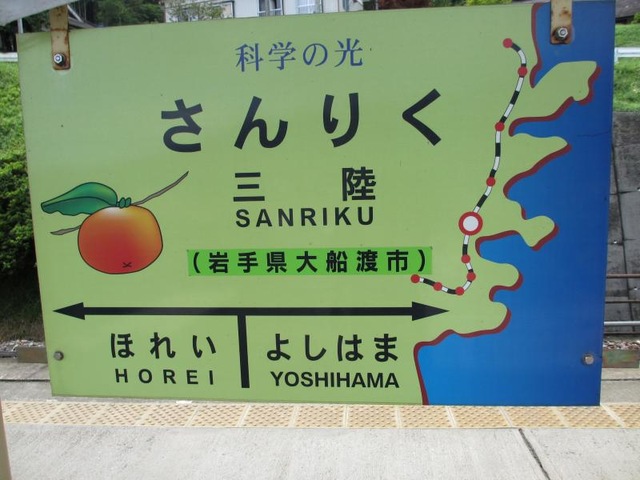 科学の光
さんりく
三 陸
SANRIKU
(岩手県大船渡市)
ほれい よしはま
HOREI YOSHIHAMA